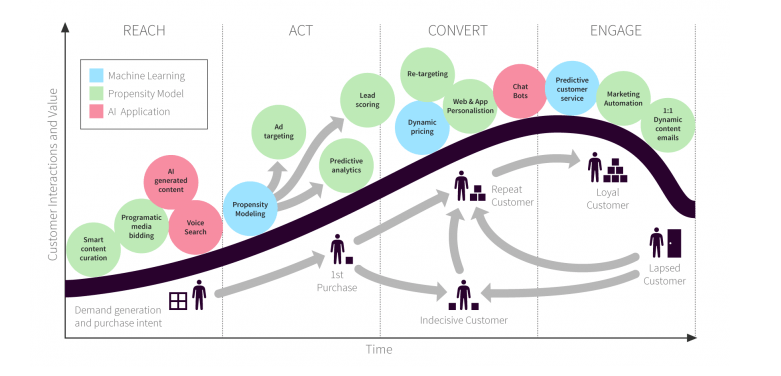 REACH
ACT
CONVERT
ENGAGE
Machine Learning
Propensity Model
AI Application
Customer Interactions and Value
Smart
content
curation
Programatic
media
bidding
AI
generated
content
Voice
Search
Propensity
Modeling
Ad
targeting
Predictive
analytics
Lead
scoring
Re-targeting
Dynamic
pricing
Web & App
Personalistion
Chat
Bots
Predictive
customer
service
Marketing
Automation
1:1
Dynamic
content
emails
Demand generation
and purchase intent
1st
Purchase
Indecisive Customer
Repeat
Customer
Loyal
Customer
Lapsed
Customer
Time